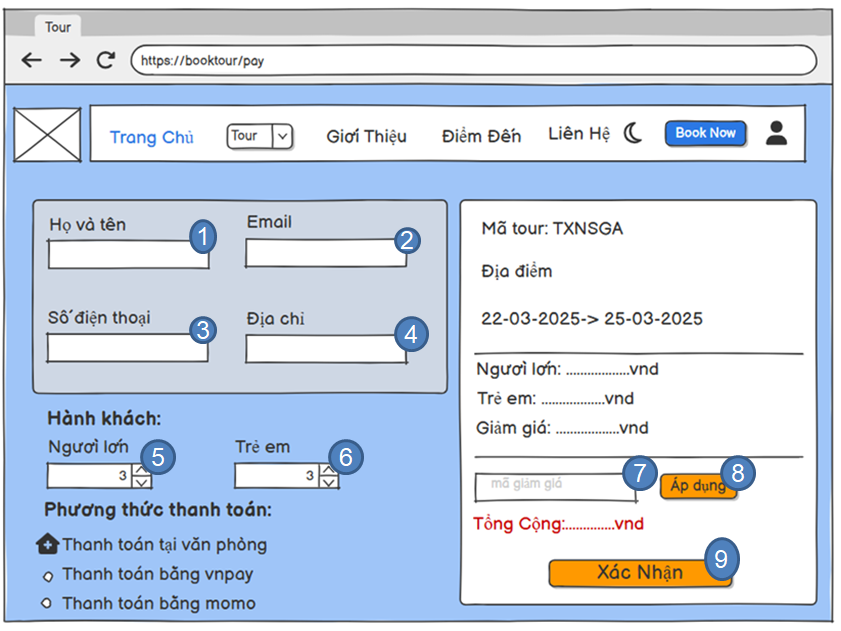 Tour
https://booktour/pay
Trang Chủ Tour Giới Thiệu Điểm Đến Liên Hệ Book Now
Họ và tên 1 Email 2
Số điện thoại 3 Địa chỉ 4
Hành khách:
Người lớn 5 Trẻ em 6
3 3
Phương thức thanh toán:
Thanh toán tại văn phòng
Thanh toán bằng vnpay
Thanh toán bằng momo
Mã tour: TXNSGA
Địa điểm
22-03-2025-> 25-03-2025
Người lớn: ..................vnd
Trẻ em: ..................vnd
Giảm giá: ..................vnd
mã giảm giá 7 Áp dụng 8
Tổng Cộng:..............vnd
Xác Nhận 9